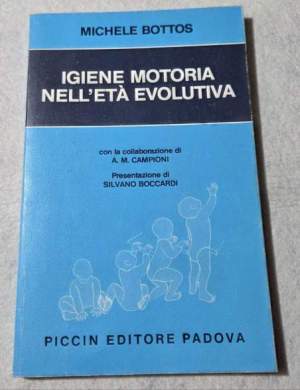 MICHELE BOTTOS
IGIENE MOTORIA
NELL'ETÀ EVOLUTIVA
con la collaborazione di
A. M. CAMPIONI
Presentazione di
SILVANO BOCCARDI
PICCIN EDITORE PADOVA